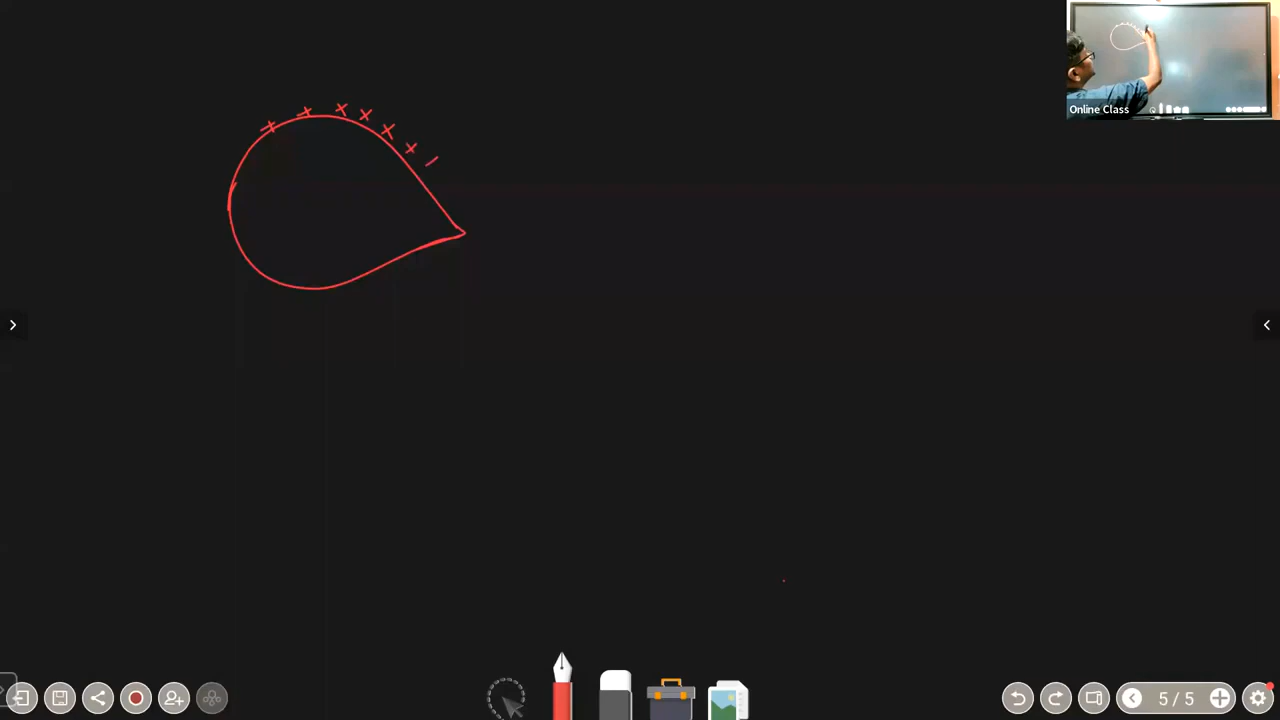 + + + + + +
Online Class
5 / 5